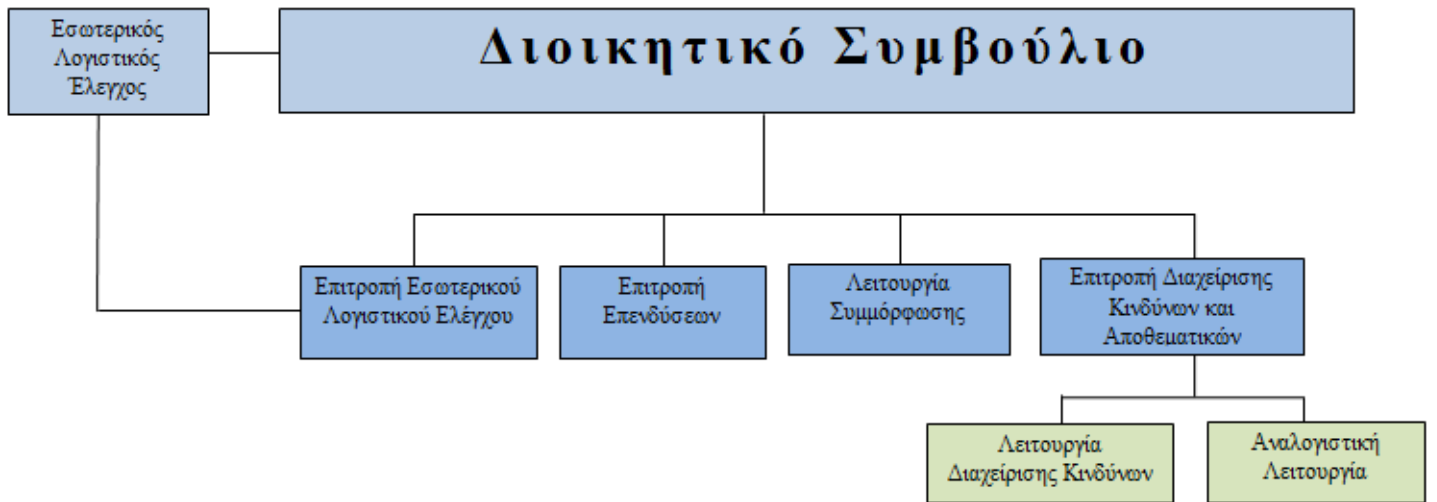 Εσωτερικός
Λογιστικός
Έλεγχος
Διοικητικό Συμβούλιο
Επιτροπή Εσωτερικού
Λογιστικού Ελέγχου
Επιτροπή
Επενδύσεων
Λειτουργία
Συμμόρφωσης
Επιτροπή Διαχείρισης
Κινδύνων και
Αποθεματικών
Λειτουργία
Διαχείρισης Κινδύνων
Αναλογιστική
Λειτουργία